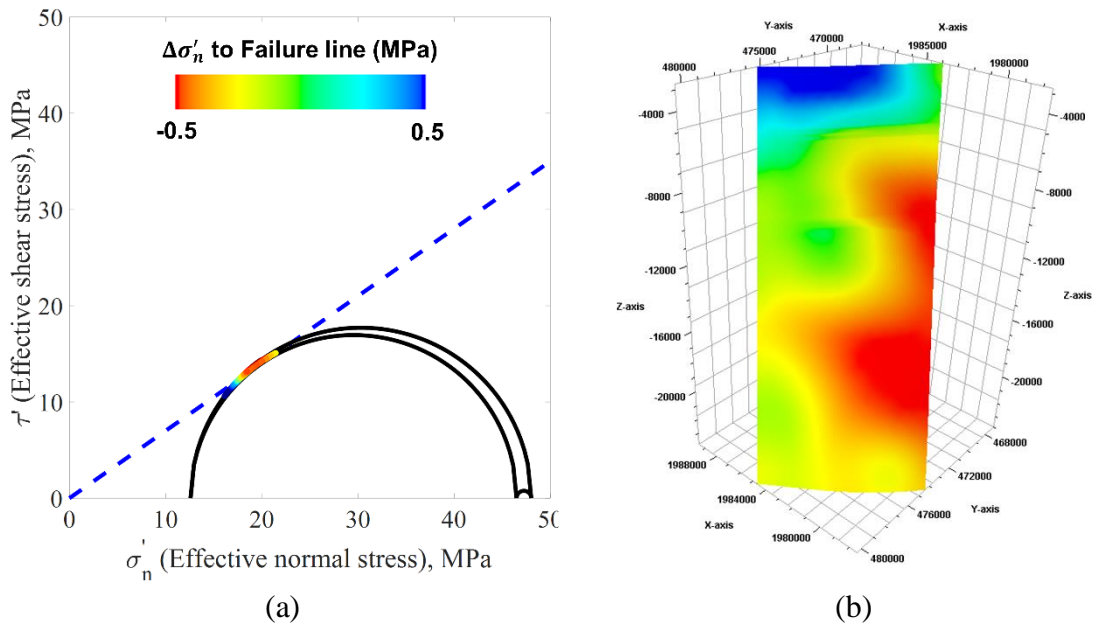 Δσ′n to Failure line (MPa)
-0.5 0.5
50
40
30
20
10
0
τ' (Effective shear stress), MPa
0 10 20 30 40 50
σ'n (Effective normal stress), MPa
(a)
Y-axis X-axis
480000 475000 470000 1985000 1980000
-4000 -4000
-8000 -8000
-12000 -12000
Z-axis Z-axis
-16000 -16000
-20000 -20000
1988000 1984000 1980000
468000 472000 476000 480000
X-axis Y-axis
(b)